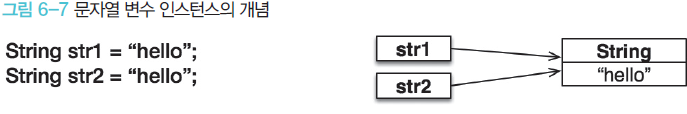 그림 6-7 문자열 변수 인스턴스의 개념
String str1 = “hello”;
String str2 = “hello”;
str1
str2
String
“hello”